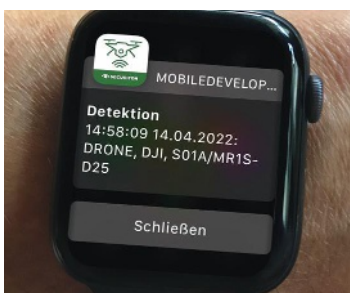 MOBILEDEVELOP...
Detektion
14:58:09 14.04.2022:
DRONE, DJI, S01A/MR1S-
D25
Schließen